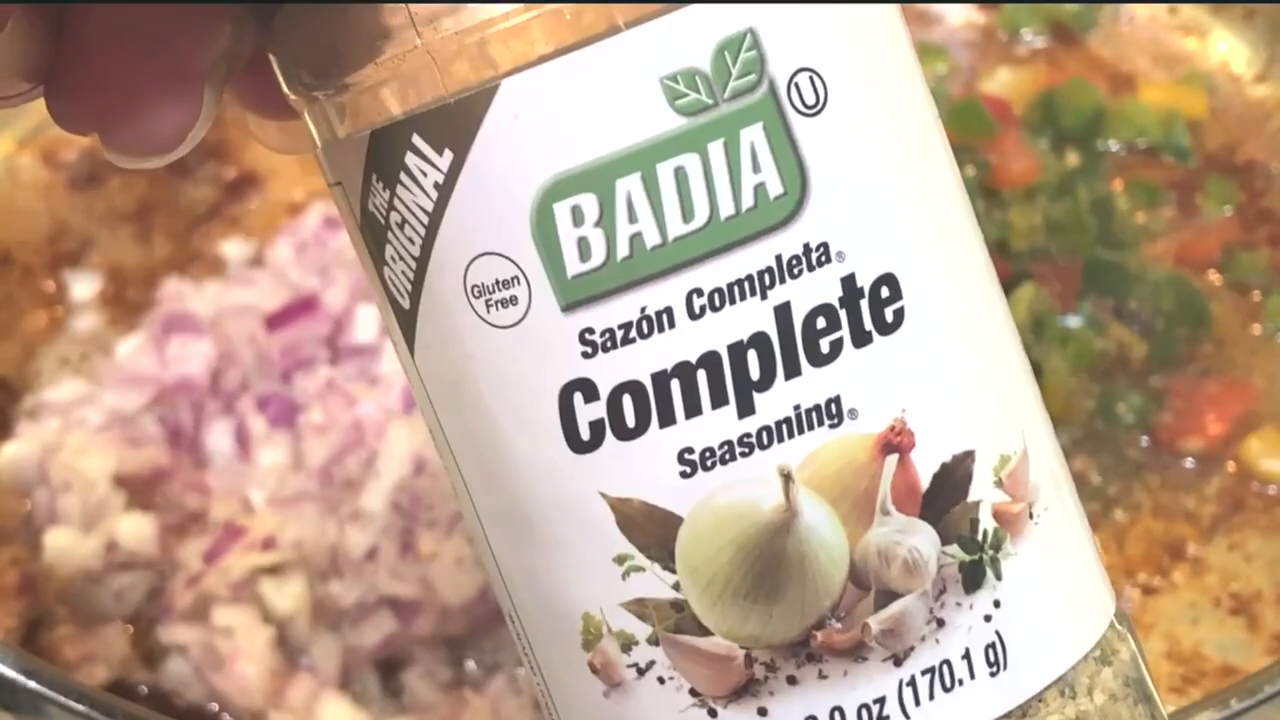 THE
ORIGINAL
BADIA
U
Gluten
Free
Sazón Completa®
Complete
Seasoning®
oz (170.1 g)